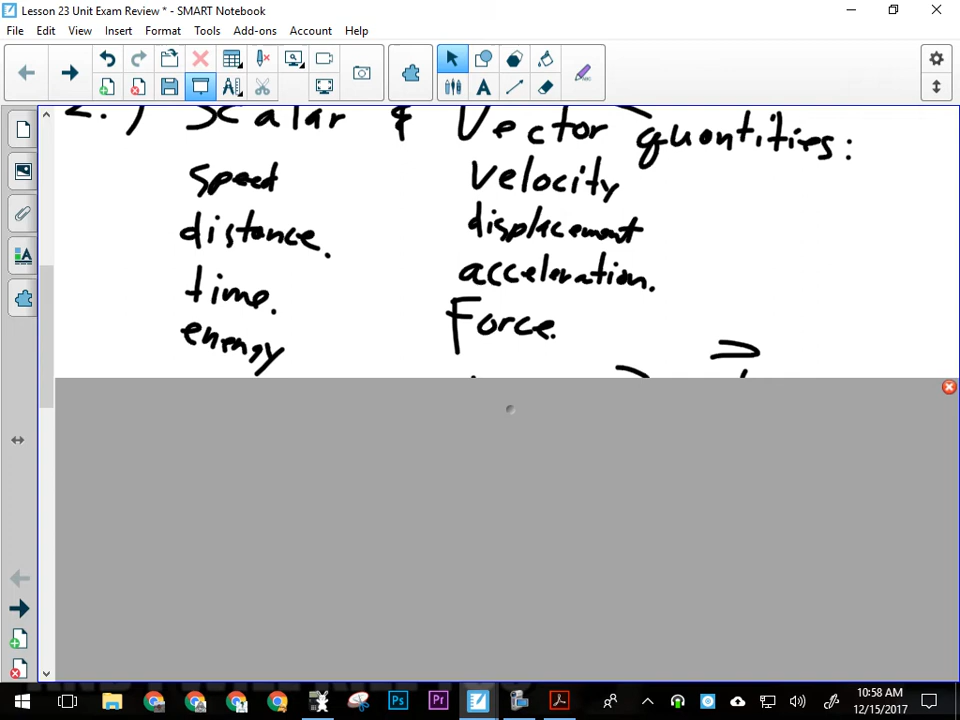 Lesson 23 Unit Exam Review * - SMART Notebook
File Edit View Insert Format Tools Add-ons Account Help
2.) Scalar & Vector quantities:
speed velocity
distance. displacement
time. acceleration.
energy Force.
10:58 AM
12/15/2017